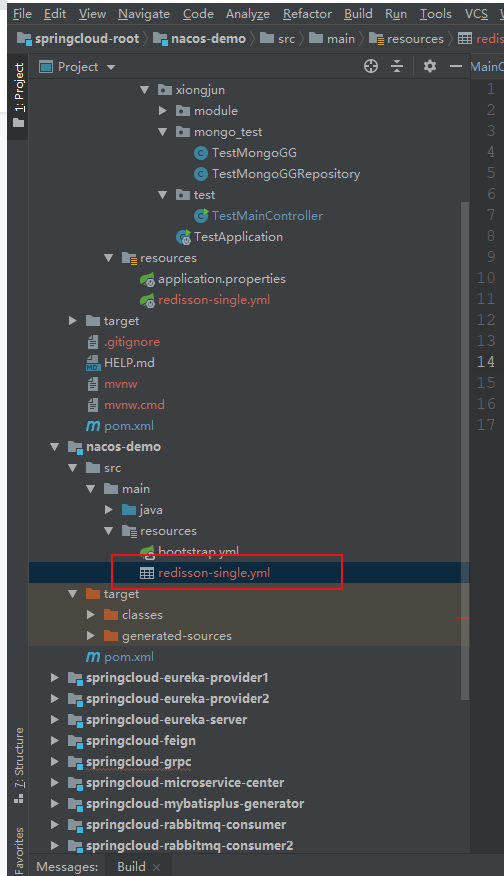 File Edit View Navigate Code Analyze Refactor Build Run Tools VCS
springcloud-root nacos-demo src main resources redis
1: Project
Project
MainC
xiongjun
module
mongo_test
TestMongoGG
TestMongoGGRepository
test
TestMainController
TestApplication
resources
application.properties
redisson-single.yml
target
.gitignore
HELP.md
mvnw
mvnw.cmd
pom.xml
nacos-demo
src
main
java
resources
bootstrap.yml
redisson-single.yml
target
classes
generated-sources
pom.xml
springcloud-eureka-provider1
springcloud-eureka-provider2
springcloud-eureka-server
springcloud-feign
springcloud-grpc
springcloud-microservice-center
springcloud-mybatisplus-generator
springcloud-rabbitmq-consumer
springcloud-rabbitmq-consumer2
1
2
3
4
5
6
7
8
9
10
11
12
13
14
15
16
17
7: Structure
Favorites
Messages: Build